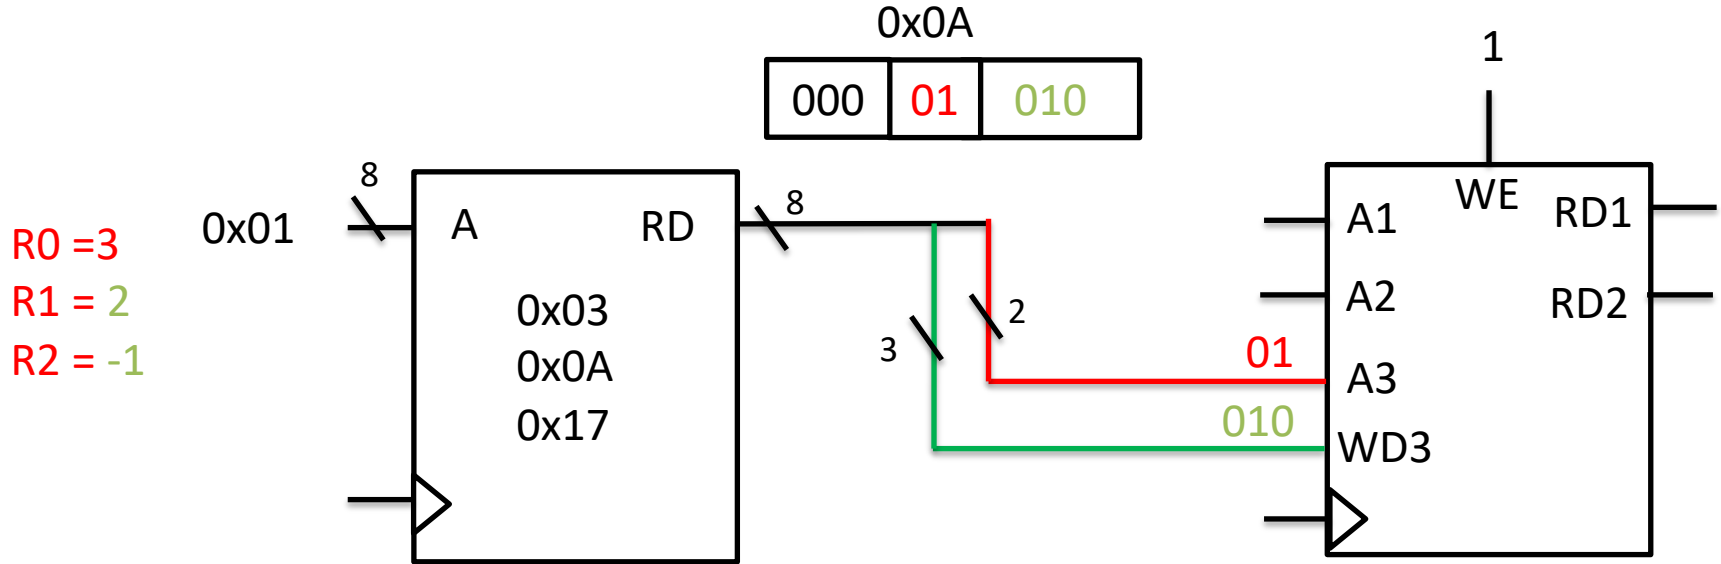 0x0A
000 01 010
1
8
0x01
A
RD
8
R0 =3
R1 = 2
R2 = -1
0x03
0x0A
0x17
3
2
01
010
WE
A1
RD1
A2
RD2
A3
WD3